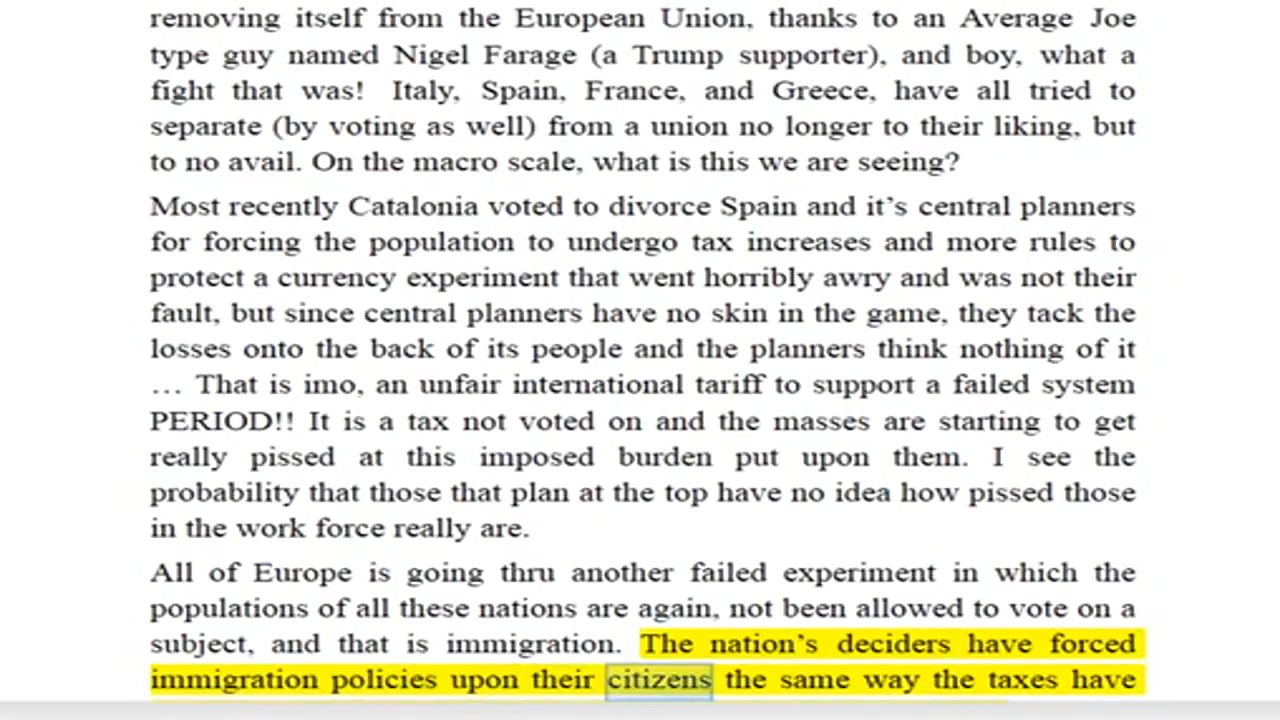 removing itself from the European Union, thanks to an Average Joe
type guy named Nigel Farage (a Trump supporter), and boy, what a
fight that was! Italy, Spain, France, and Greece, have all tried to
separate (by voting as well) from a union no longer to their liking, but
to no avail. On the macro scale, what is this we are seeing?
Most recently Catalonia voted to divorce Spain and it’s central planners
for forcing the population to undergo tax increases and more rules to
protect a currency experiment that went horribly awry and was not their
fault, but since central planners have no skin in the game, they tack the
losses onto the back of its people and the planners think nothing of it
… That is imo, an unfair international tariff to support a failed system
PERIOD!! It is a tax not voted on and the masses are starting to get
really pissed at this imposed burden put upon them. I see the
probability that those that plan at the top have no idea how pissed those
in the work force really are.
All of Europe is going thru another failed experiment in which the
populations of all these nations are again, not been allowed to vote on a
subject, and that is immigration. The nation’s deciders have forced
immigration policies upon their citizens the same way the taxes have